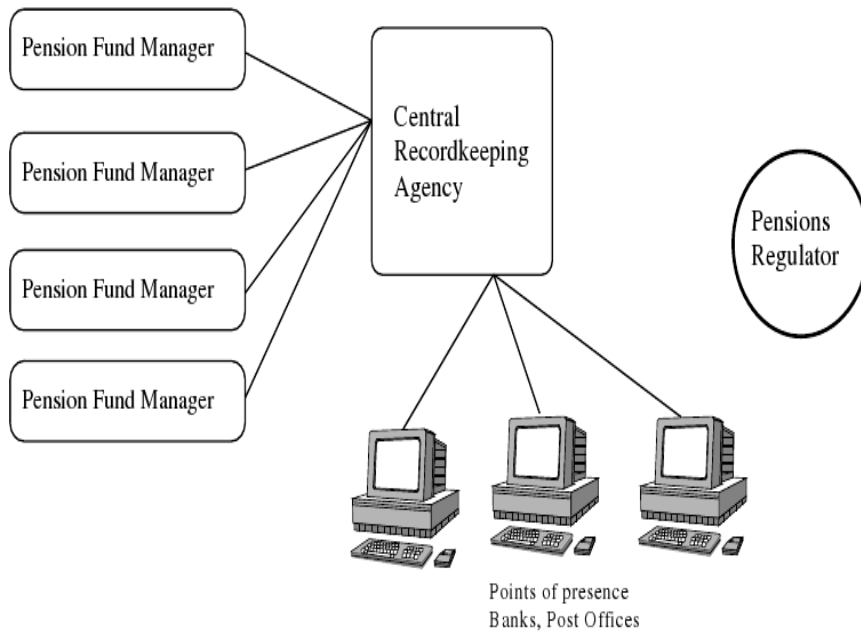 Pension Fund Manager
Pension Fund Manager
Pension Fund Manager
Pension Fund Manager
Central
Recordkeeping
Agency
Pensions
Regulator
Points of presence
Banks, Post Offices